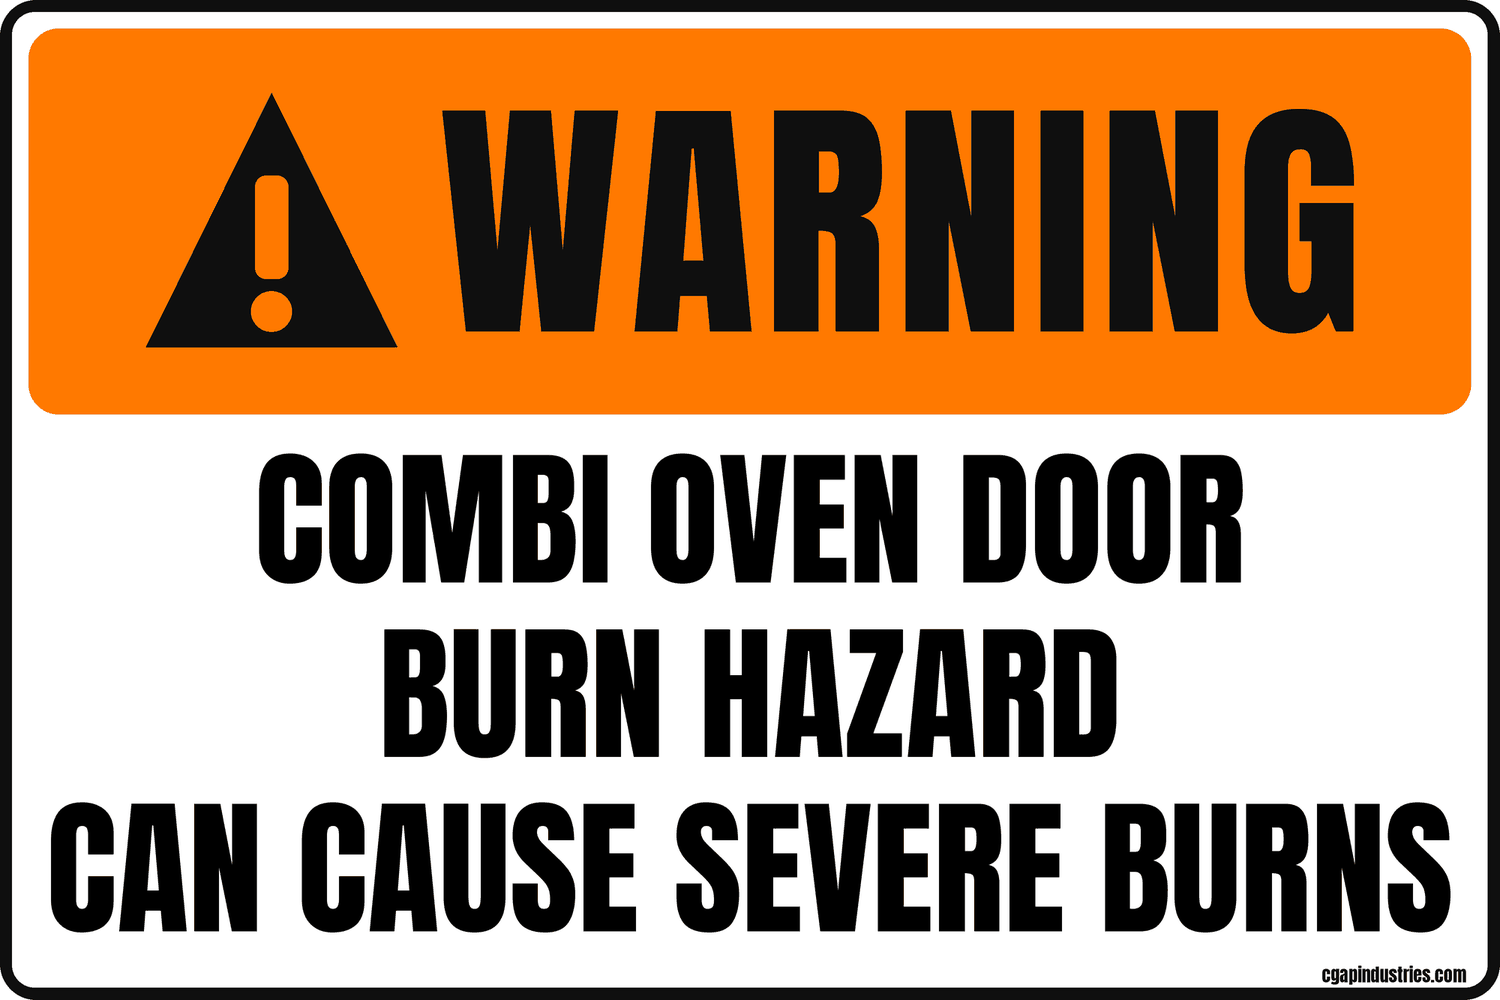 WARNING
COMBI OVEN DOOR
BURN HAZARD
CAN CAUSE SEVERE BURNS
cgapindustries.com